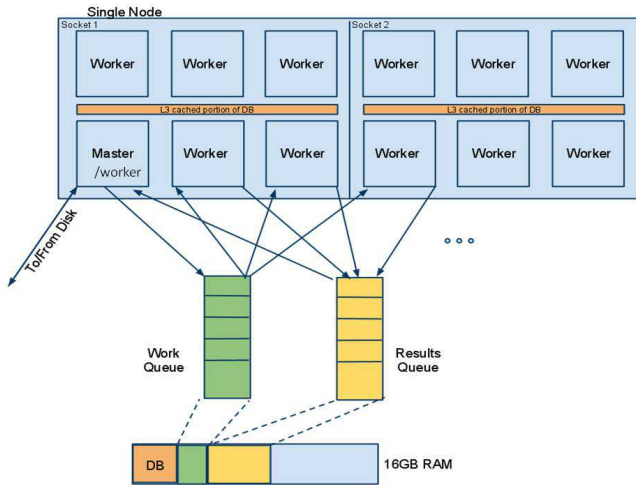 Single Node
Socket 1
Socket 2
Worker
Worker
Worker
Worker
Worker
Worker
L3 cached portion of DB
L3 cached portion of DB
Master
/worker
Worker
Worker
Worker
Worker
Worker
To/From Disk
Work
Queue
Results
Queue
DB
16GB RAM